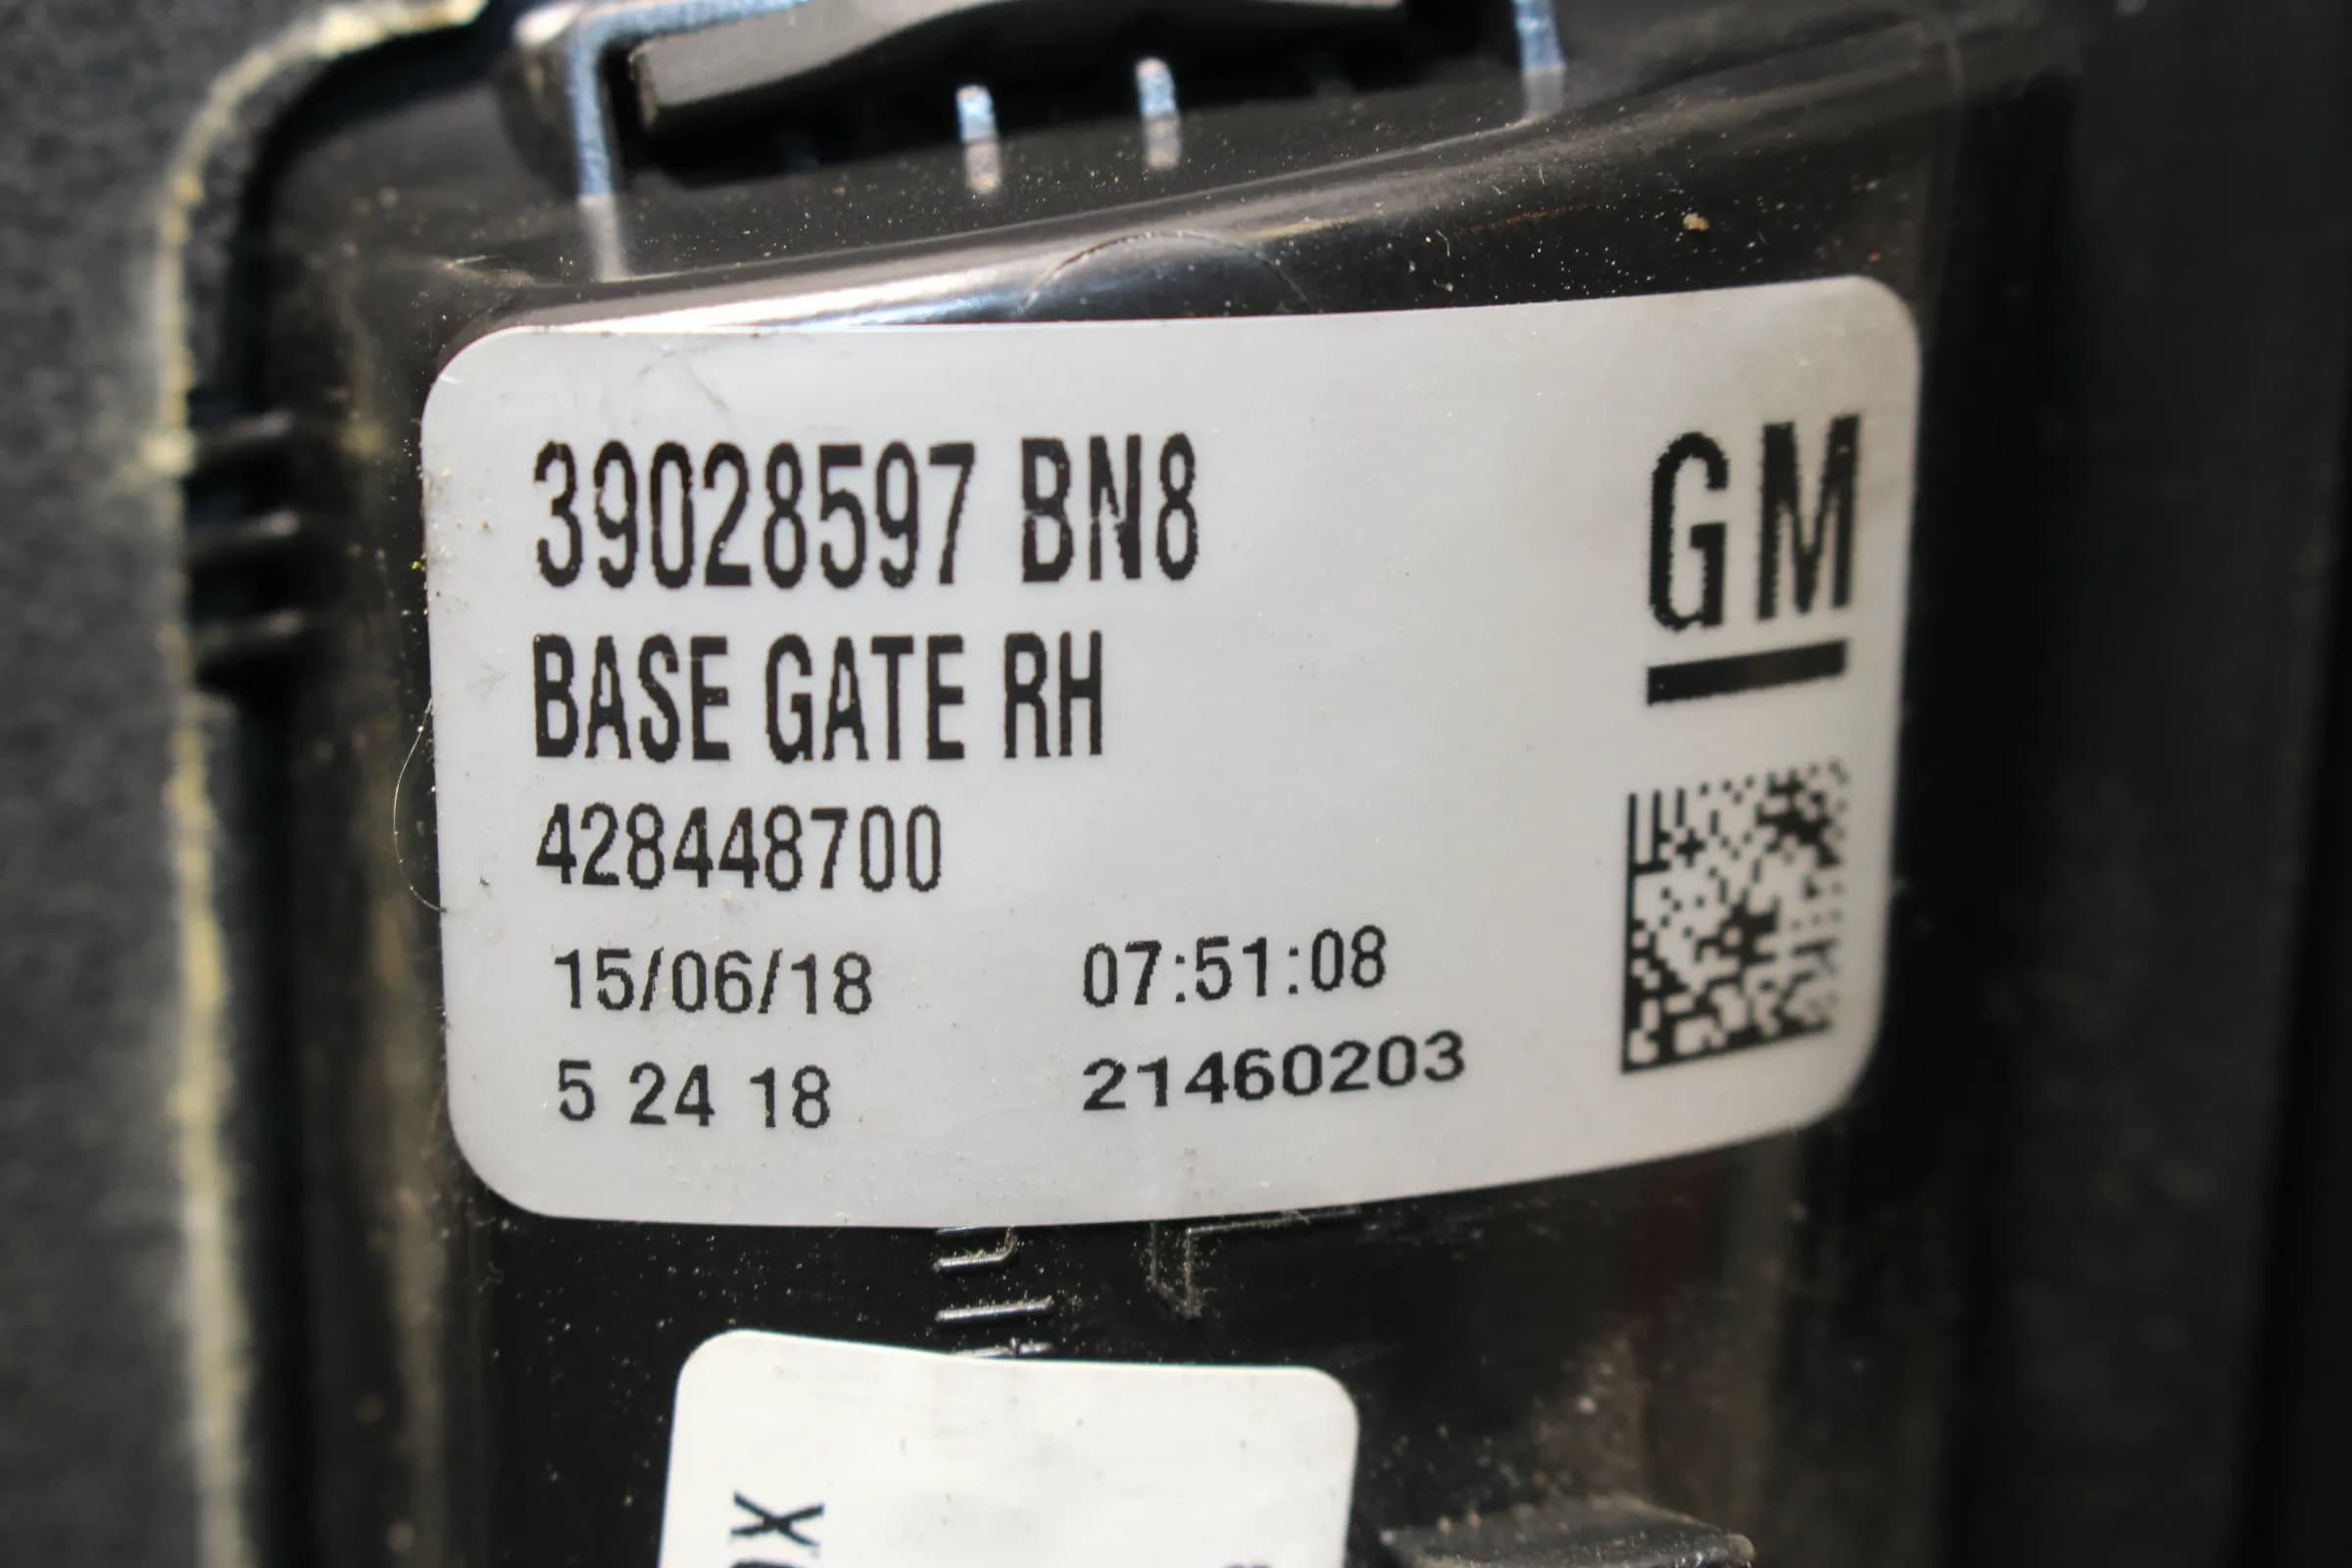 39028597 BN8
GM
BASE GATE RH
428448700
15/06/18 07:51:08
5 24 18 21460203
X